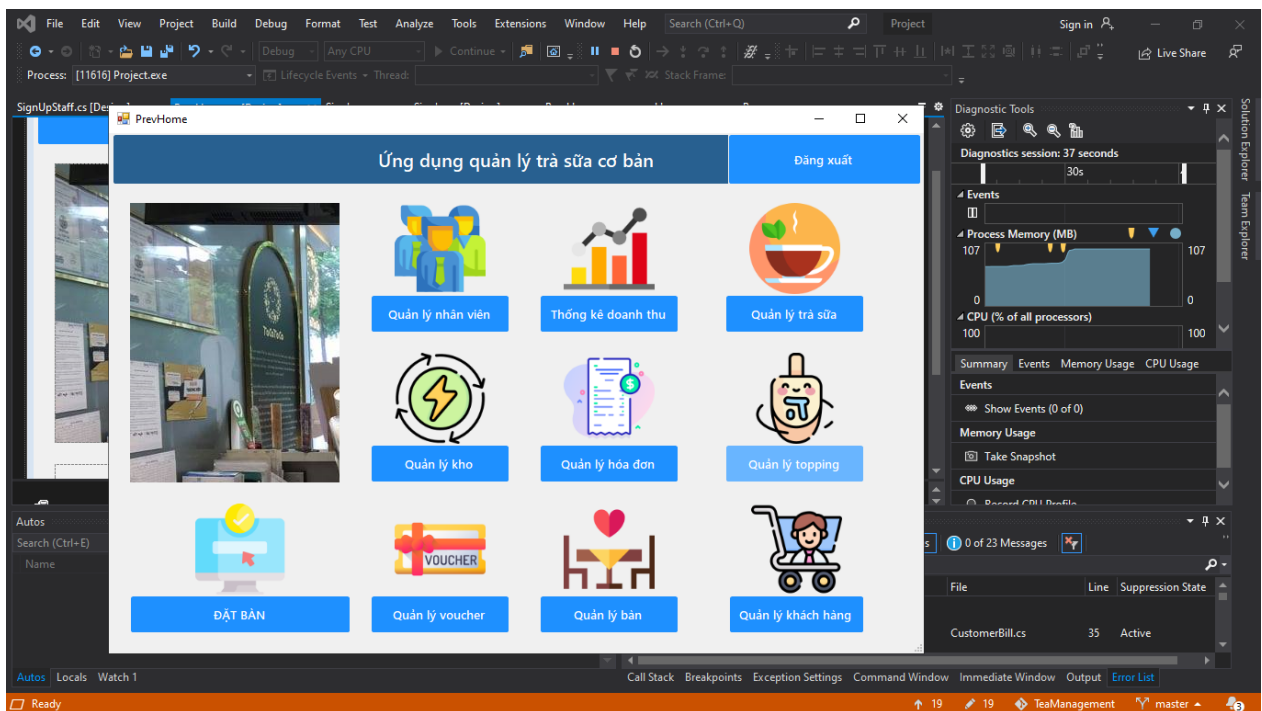 File Edit View Project Build Debug Format Test Analyze Tools Extensions Window Help Search (Ctrl+Q) Project Sign in
Debug Any CPU Continue Live Share
Process: [11616] Project.exe Lifecycle Events Thread: Stack Frame:
SignUpStaff.cs [De
PrevHome
Ứng dụng quản lý trà sữa cơ bản
Đăng xuất
ToCoToCo
Quản lý nhân viên
Thống kê doanh thu
Quản lý trà sữa
Quản lý kho
Quản lý hóa đơn
Quản lý topping
VOUCHER
ĐẶT BÀN
Quản lý voucher
Quản lý bàn
Quản lý khách hàng
Diagnostic Tools
Diagnostics session: 37 seconds
30s
Events
Process Memory (MB)
107 107
0 0
CPU (% of all processors)
100 100
Summary Events Memory Usage CPU Usage
Events
Show Events (0 of 0)
Memory Usage
Take Snapshot
CPU Usage
Record CPU Profile
Solution Explorer
Team Explorer
Autos
Search (Ctrl+E)
Name
s 0 of 23 Messages
File Line Suppression State
CustomerBill.cs 35 Active
Autos Locals Watch 1
Call Stack Breakpoints Exception Settings Command Window Immediate Window Output Error List
Ready
19 19 TeaManagement master 3